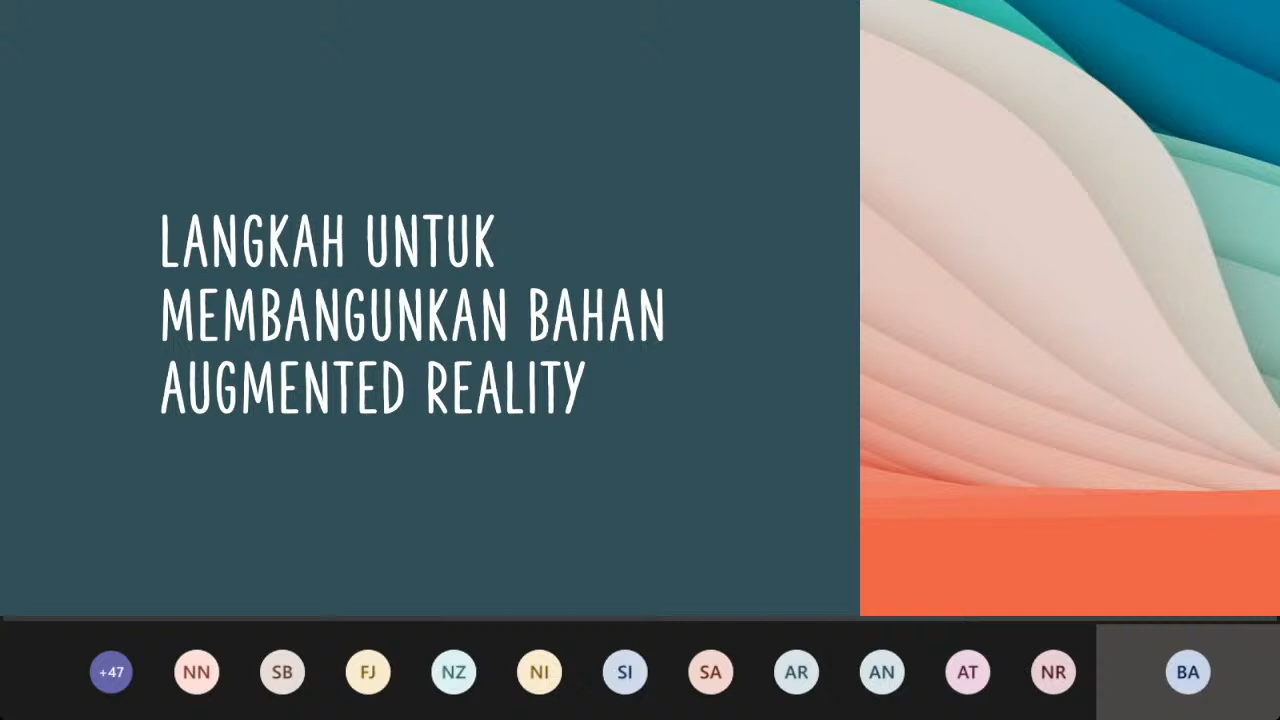 LANGKAH UNTUK
MEMBANGUNKAN BAHAN
AUGMENTED REALITY
+47 NN SB FJ NZ NI SI SA AR AN AT NR BA